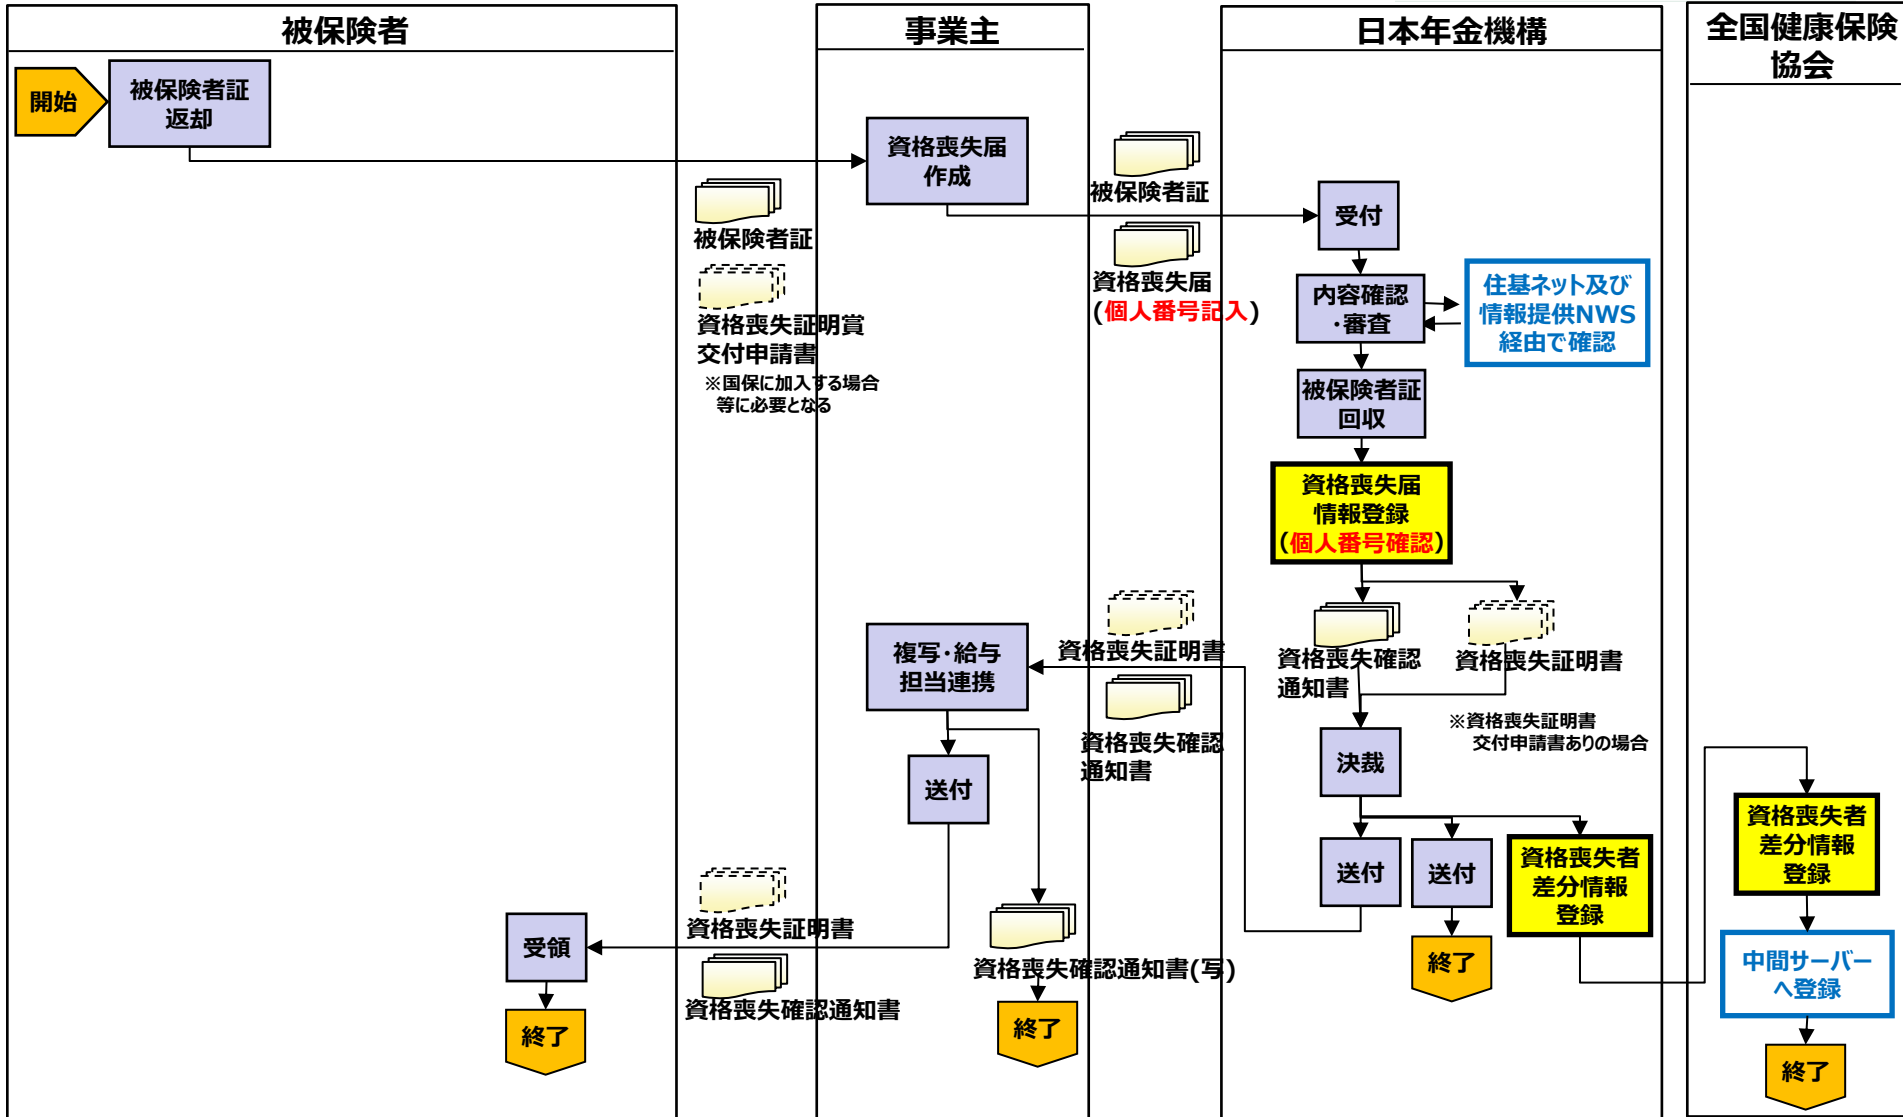 被保険者
開始
被保険者証
返却
被保険者証
資格喪失証明賞
交付申請書
※国保に加入する場合
等に必要となる
事業主
資格喪失届
作成
被保険者証
資格喪失届
(個人番号記入)
日本年金機構
受付
内容確認
・審査
住基ネット及び
情報提供NWS
経由で確認
被保険者証
回収
資格喪失届
情報登録
(個人番号確認)
資格喪失確認
通知書
資格喪失証明書
※資格喪失証明書
交付申請書ありの場合
決裁
送付
送付
終了
資格喪失者
差分情報
登録
全国健康保険
協会
資格喪失者
差分情報
登録
中間サーバー
へ登録
終了
資格喪失証明書
資格喪失確認
通知書
複写・給与
担当連携
送付
資格喪失確認通知書(写)
終了
資格喪失証明書
資格喪失確認通知書
受領
終了